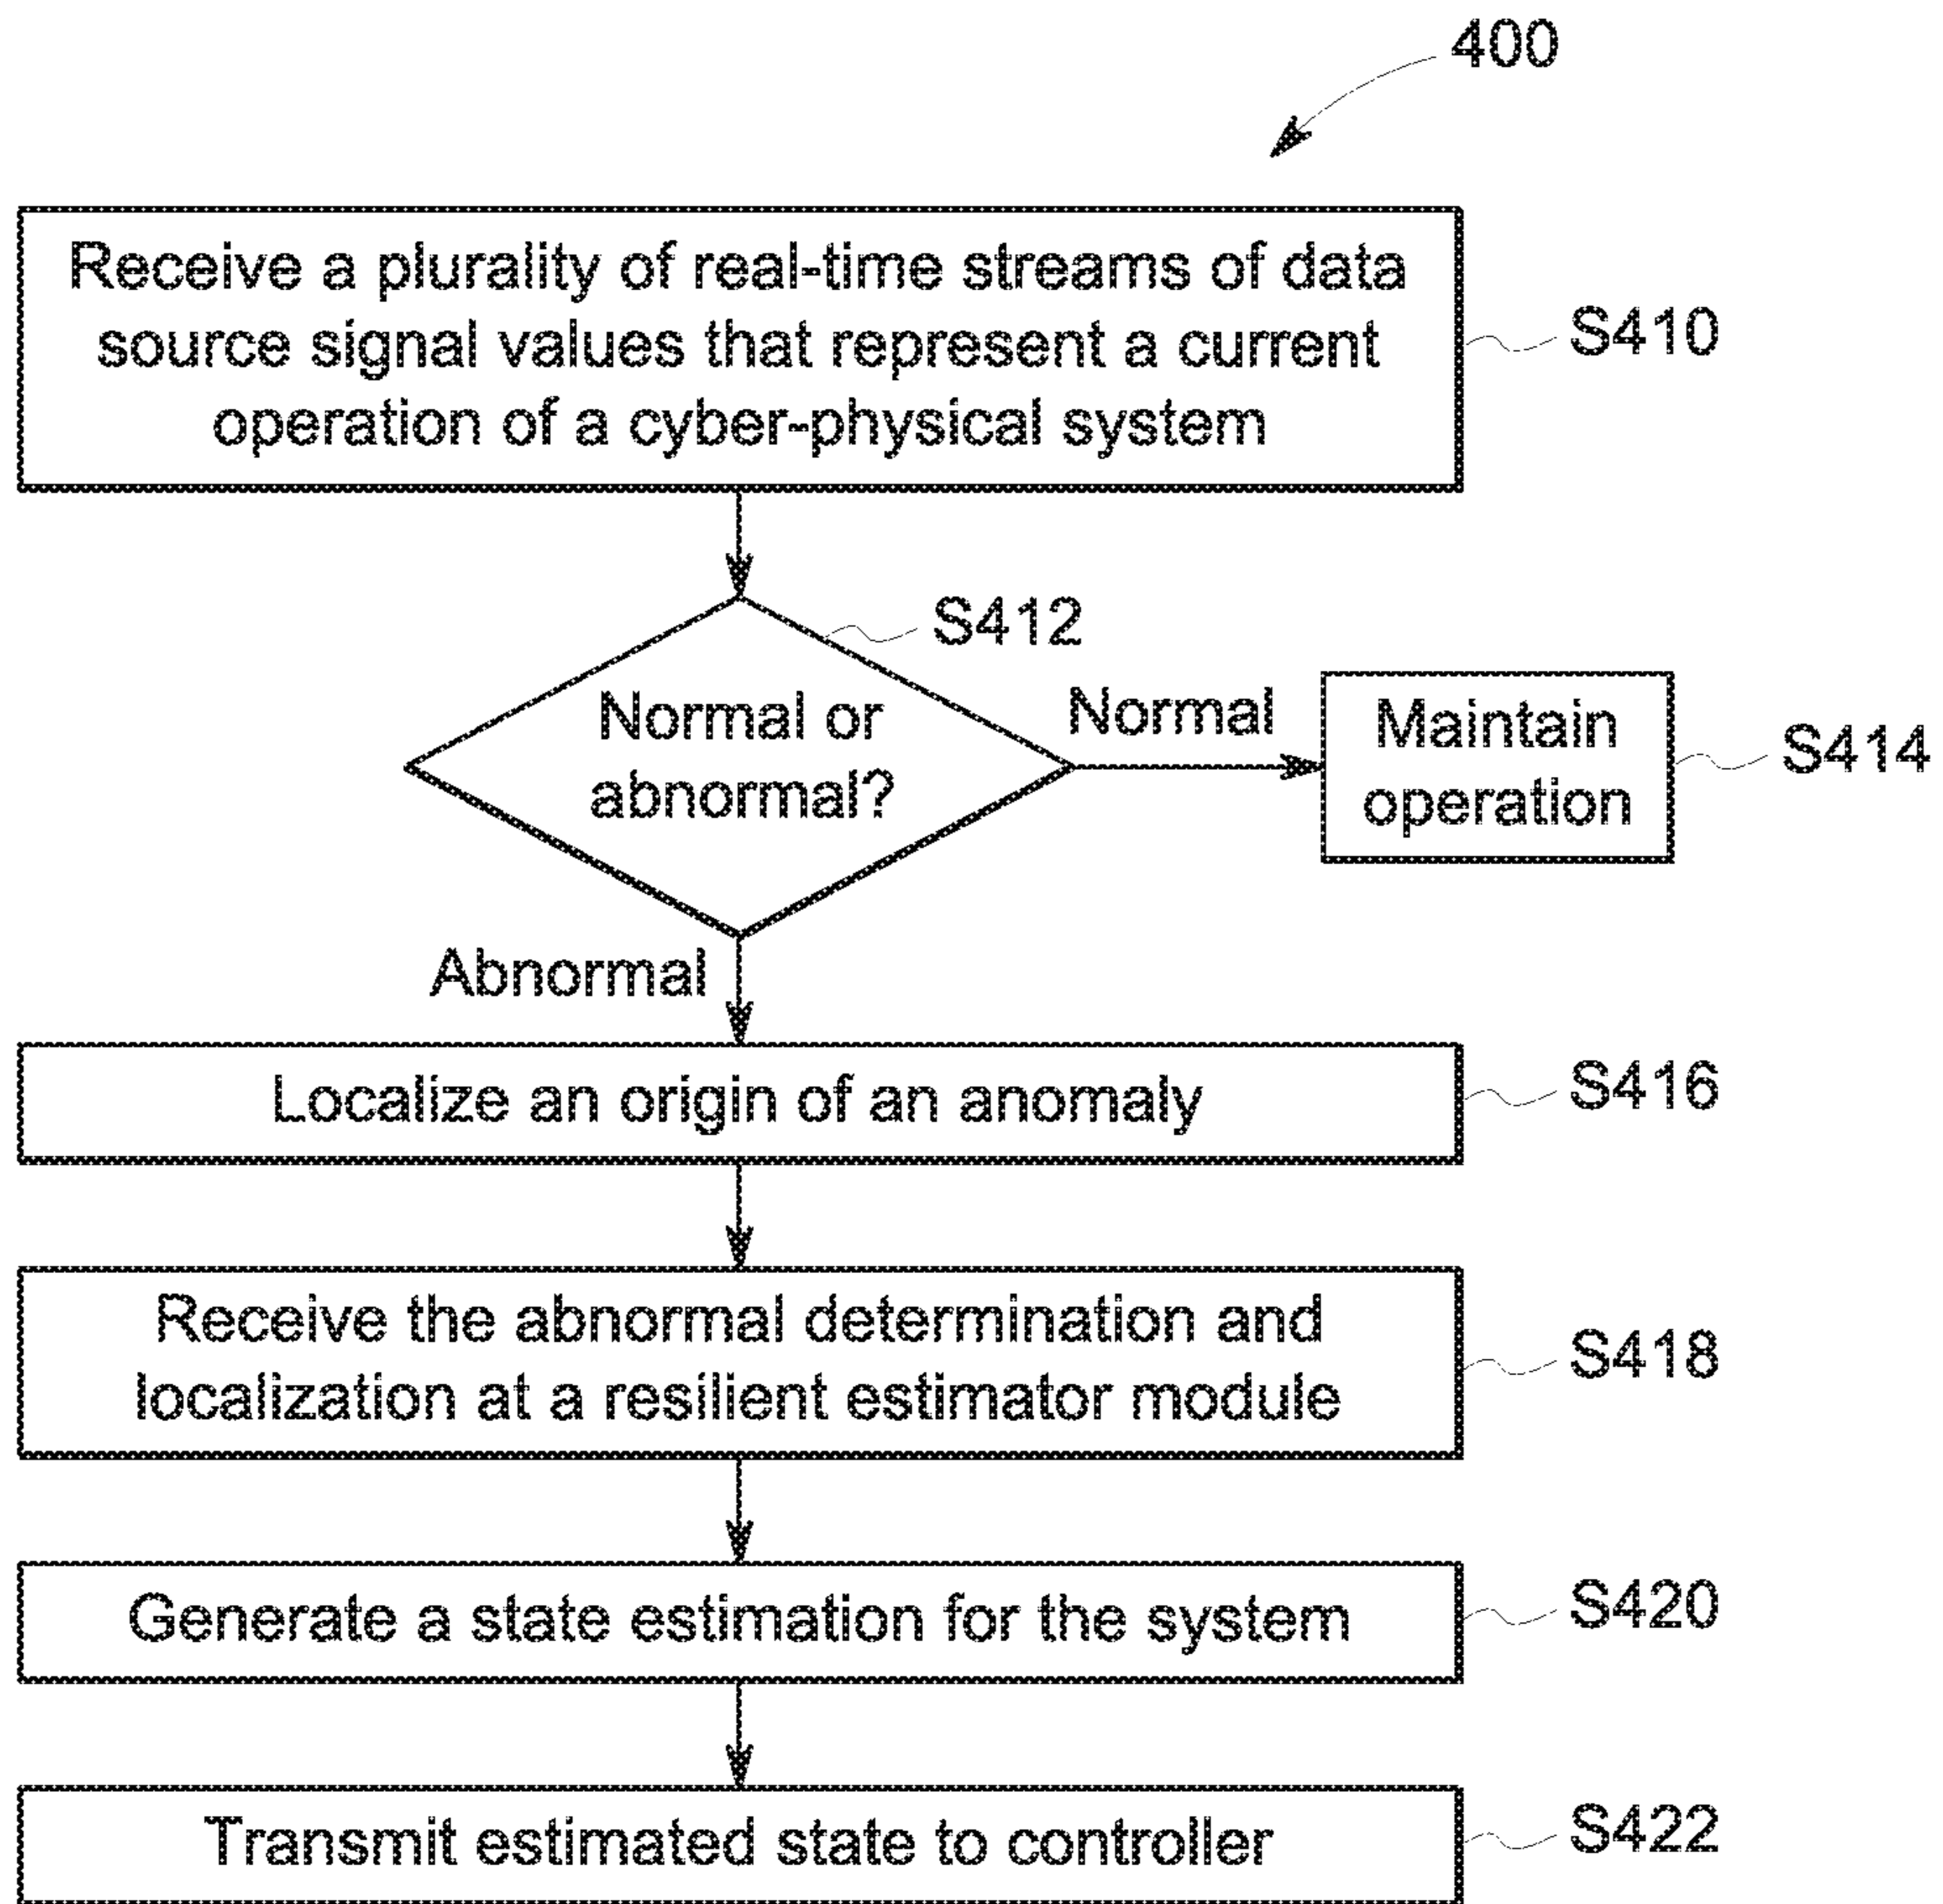 400
Receive a plurality of real-time streams of data
source signal values that represent a current
operation of a cyber-physical system
S410
S412
Normal or
abnormal?
Normal
Maintain
operation
S414
Abnormal
Localize an origin of an anomaly
S416
Receive the abnormal determination and
localization at a resilient estimator module
S418
Generate a state estimation for the system
S420
Transmit estimated state to controller
S422